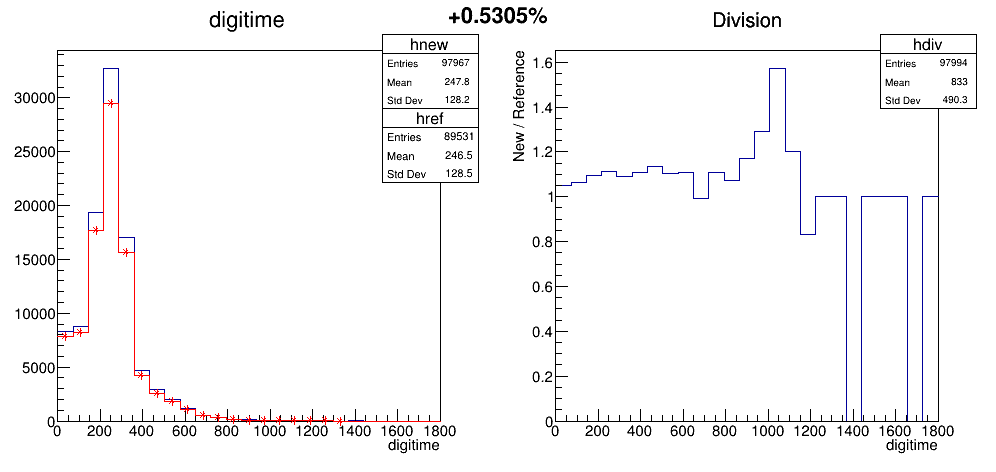 digitime
+0.5305%
Division
hnew
Entries 97967
Mean 247.8
Std Dev 128.2
href
Entries 89531
Mean 246.5
Std Dev 128.5
30000
25000
20000
15000
10000
5000
0
0 200 400 600 800 1000 1200 1400 1600 1800
digitime
hdiv
Entries 97994
Mean 833
Std Dev 490.3
New / Reference
1.6
1.4
1.2
1
0.8
0.6
0.4
0.2
0
0 200 400 600 800 1000 1200 1400 1600 1800
digitime